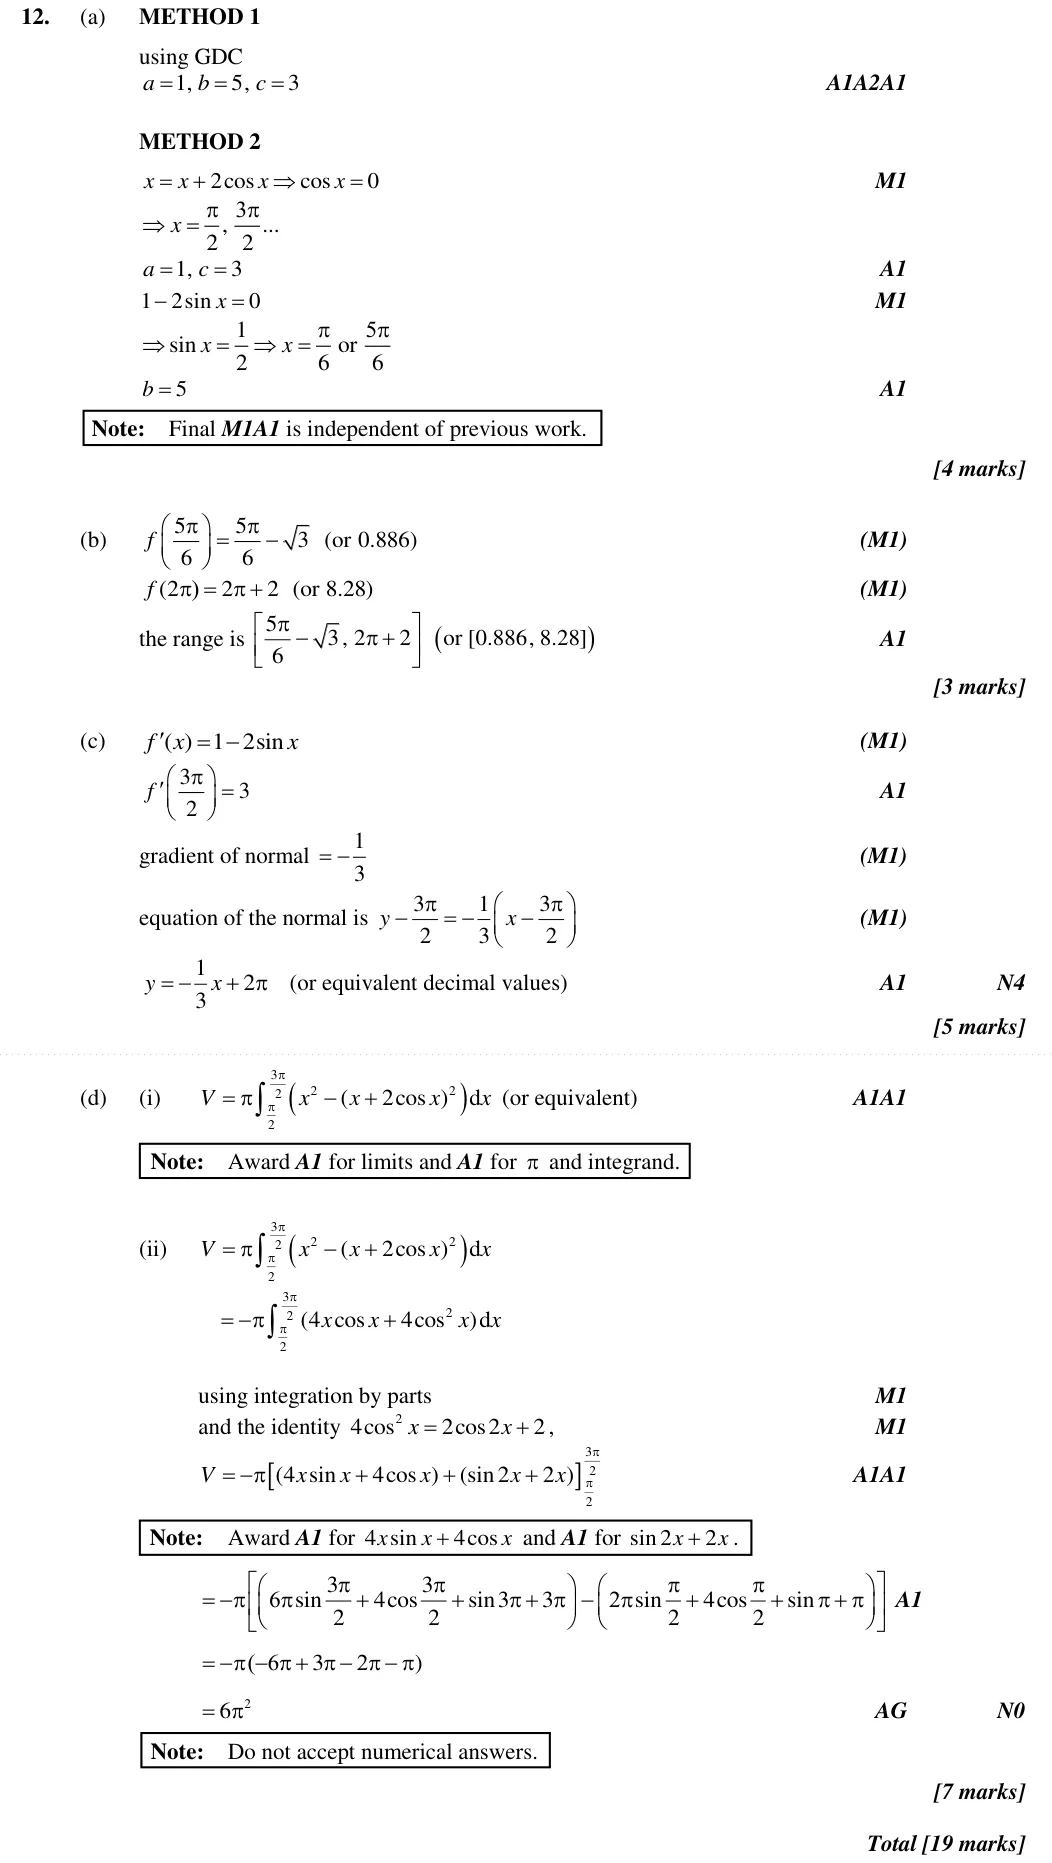 12. (a) METHOD 1
using GDC
a = 1, b = 5, c = 3 A1A2A1
METHOD 2
x = x + 2cos x ⇒ cos x = 0 M1
⇒ x = π/2, 3π/2 ...
a = 1, c = 3 A1
1 − 2sin x = 0 M1
⇒ sin x = 1/2 ⇒ x = π/6 or 5π/6
b = 5 A1
Note: Final M1A1 is independent of previous work.
[4 marks]
(b) f(5π/6) = 5π/6 − √3 (or 0.886) (M1)
f(2π) = 2π + 2 (or 8.28) (M1)
the range is [5π/6 − √3, 2π + 2] (or [0.886, 8.28]) A1
[3 marks]
(c) f′(x) = 1 − 2sin x (M1)
f′(3π/2) = 3 A1
gradient of normal = −1/3 (M1)
equation of the normal is y − 3π/2 = −1/3(x − 3π/2) (M1)
y = −1/3 x + 2π (or equivalent decimal values) A1 N4
[5 marks]
(d) (i) V = π∫_{π/2}^{3π/2} (x² − (x + 2cos x)²)dx (or equivalent) A1A1
Note: Award A1 for limits and A1 for π and integrand.
(ii) V = π∫_{π/2}^{3π/2} (x² − (x + 2cos x)²)dx
= −π∫_{π/2}^{3π/2} (4x cos x + 4cos² x)dx
using integration by parts M1
and the identity 4cos² x = 2cos 2x + 2, M1
V = −π[(4x sin x + 4cos x) + (sin 2x + 2x)]_{π/2}^{3π/2} A1A1
Note: Award A1 for 4x sin x + 4cos x and A1 for sin 2x + 2x.
= −π[(6π sin 3π/2 + 4cos 3π/2 + sin 3π + 3π) − (2π sin π/2 + 4cos π/2 + sin π + π)] A1
= −π(−6π + 3π − 2π − π)
= 6π² AG N0
Note: Do not accept numerical answers.
[7 marks]
Total [19 marks]